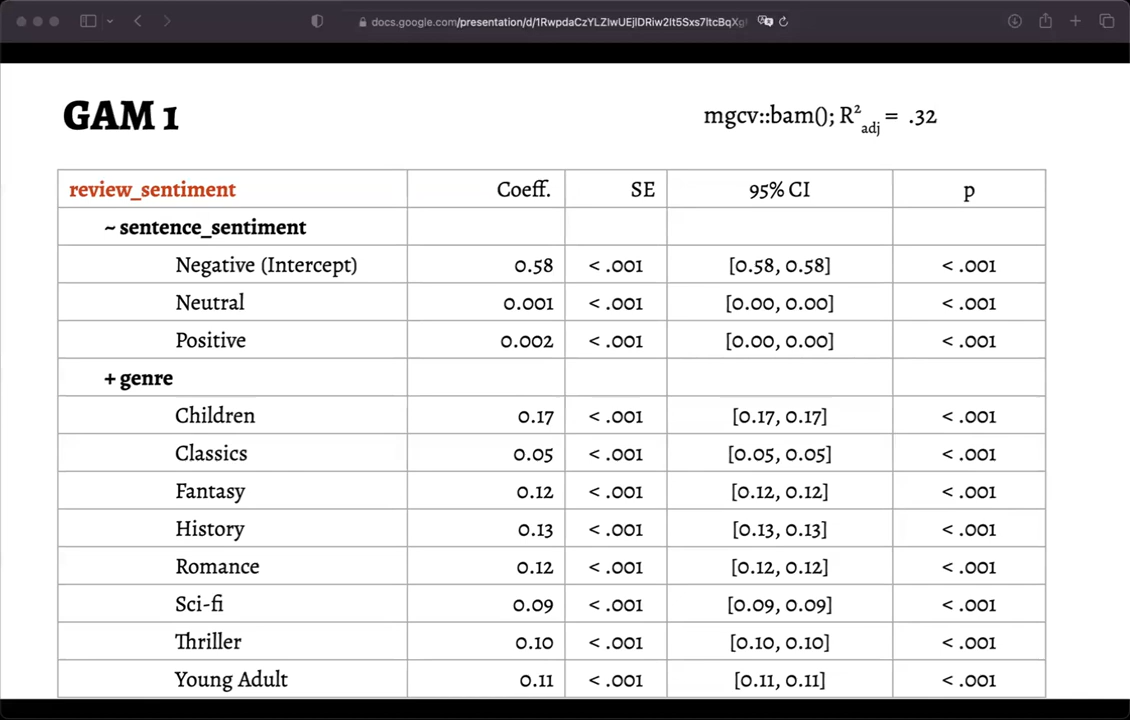 docs.google.com/presentation/d/
GAM 1
mgcv::bam(); R²adj = .32
review_sentiment Coeff. SE 95% CI p
~ sentence_sentiment
Negative (Intercept) 0.58 < .001 [0.58, 0.58] < .001
Neutral 0.001 < .001 [0.00, 0.00] < .001
Positive 0.002 < .001 [0.00, 0.00] < .001
+ genre
Children 0.17 < .001 [0.17, 0.17] < .001
Classics 0.05 < .001 [0.05, 0.05] < .001
Fantasy 0.12 < .001 [0.12, 0.12] < .001
History 0.13 < .001 [0.13, 0.13] < .001
Romance 0.12 < .001 [0.12, 0.12] < .001
Sci-fi 0.09 < .001 [0.09, 0.09] < .001
Thriller 0.10 < .001 [0.10, 0.10] < .001
Young Adult 0.11 < .001 [0.11, 0.11] < .001